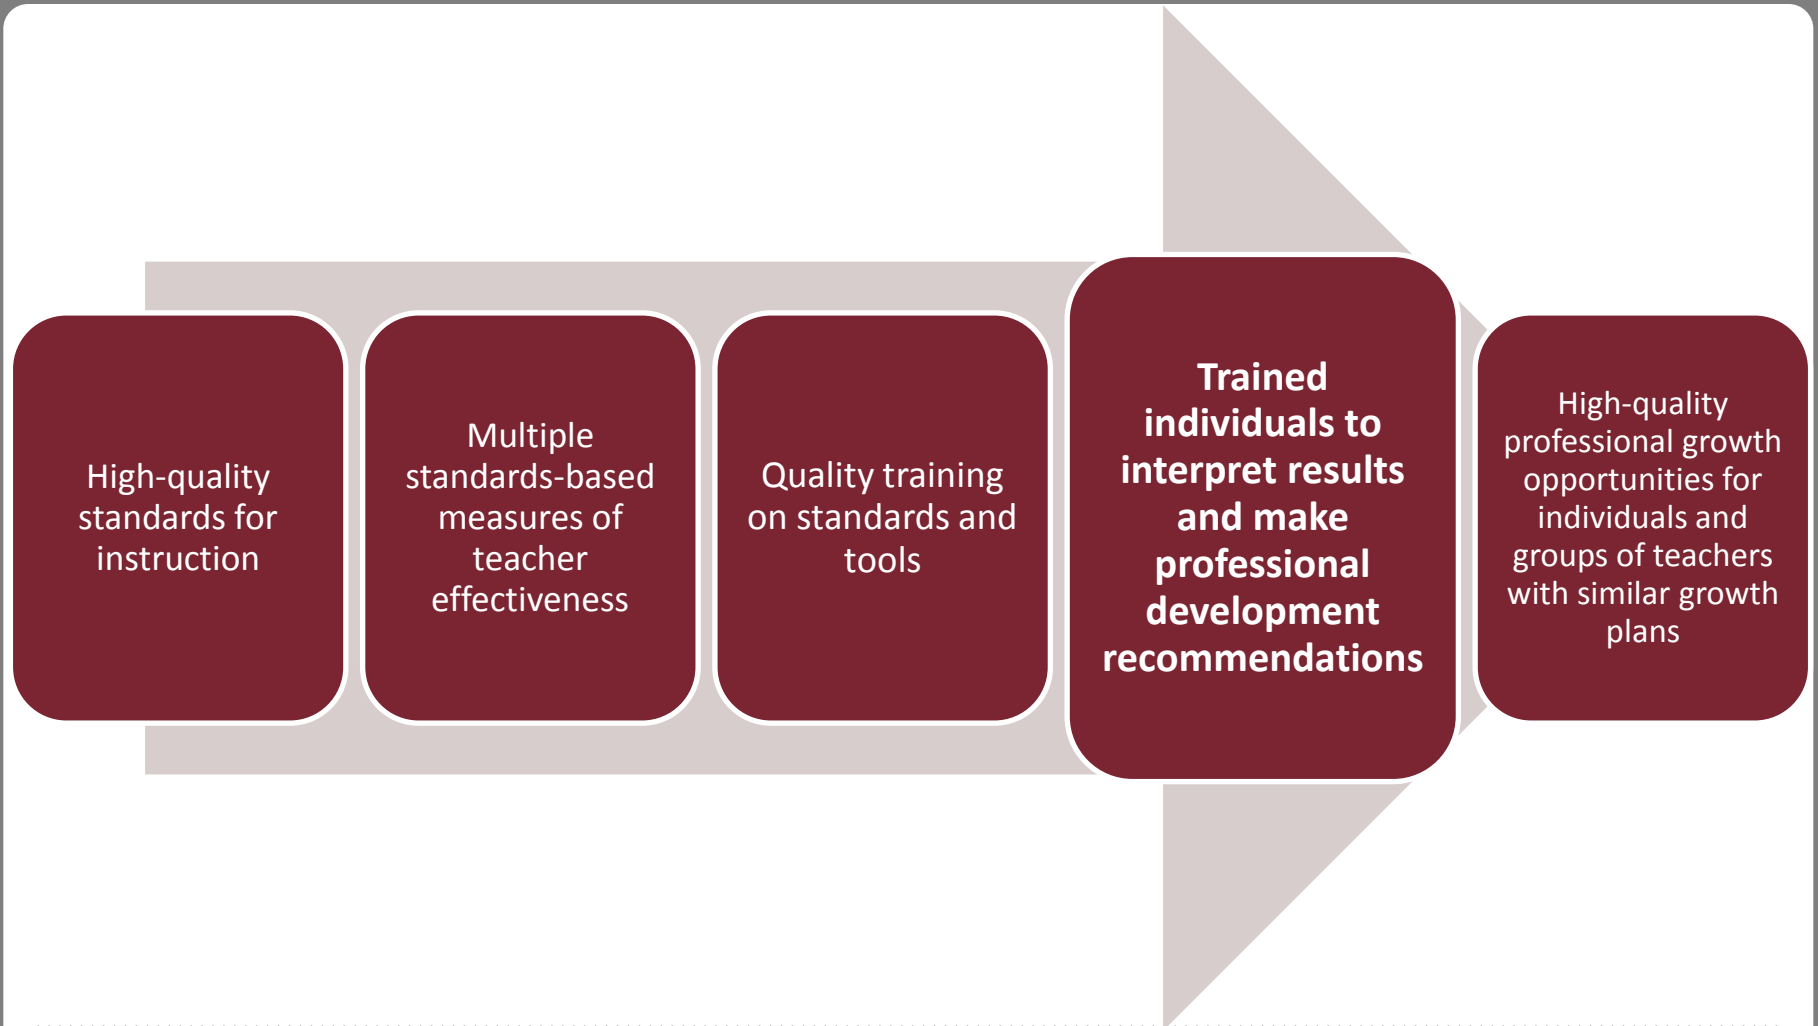 High-quality
standards for
instruction
Multiple
standards-based
measures of
teacher
effectiveness
Quality training
on standards and
tools
Trained
individuals to
interpret results
and make
professional
development
recommendations
High-quality
professional growth
opportunities for
individuals and
groups of teachers
with similar growth
plans